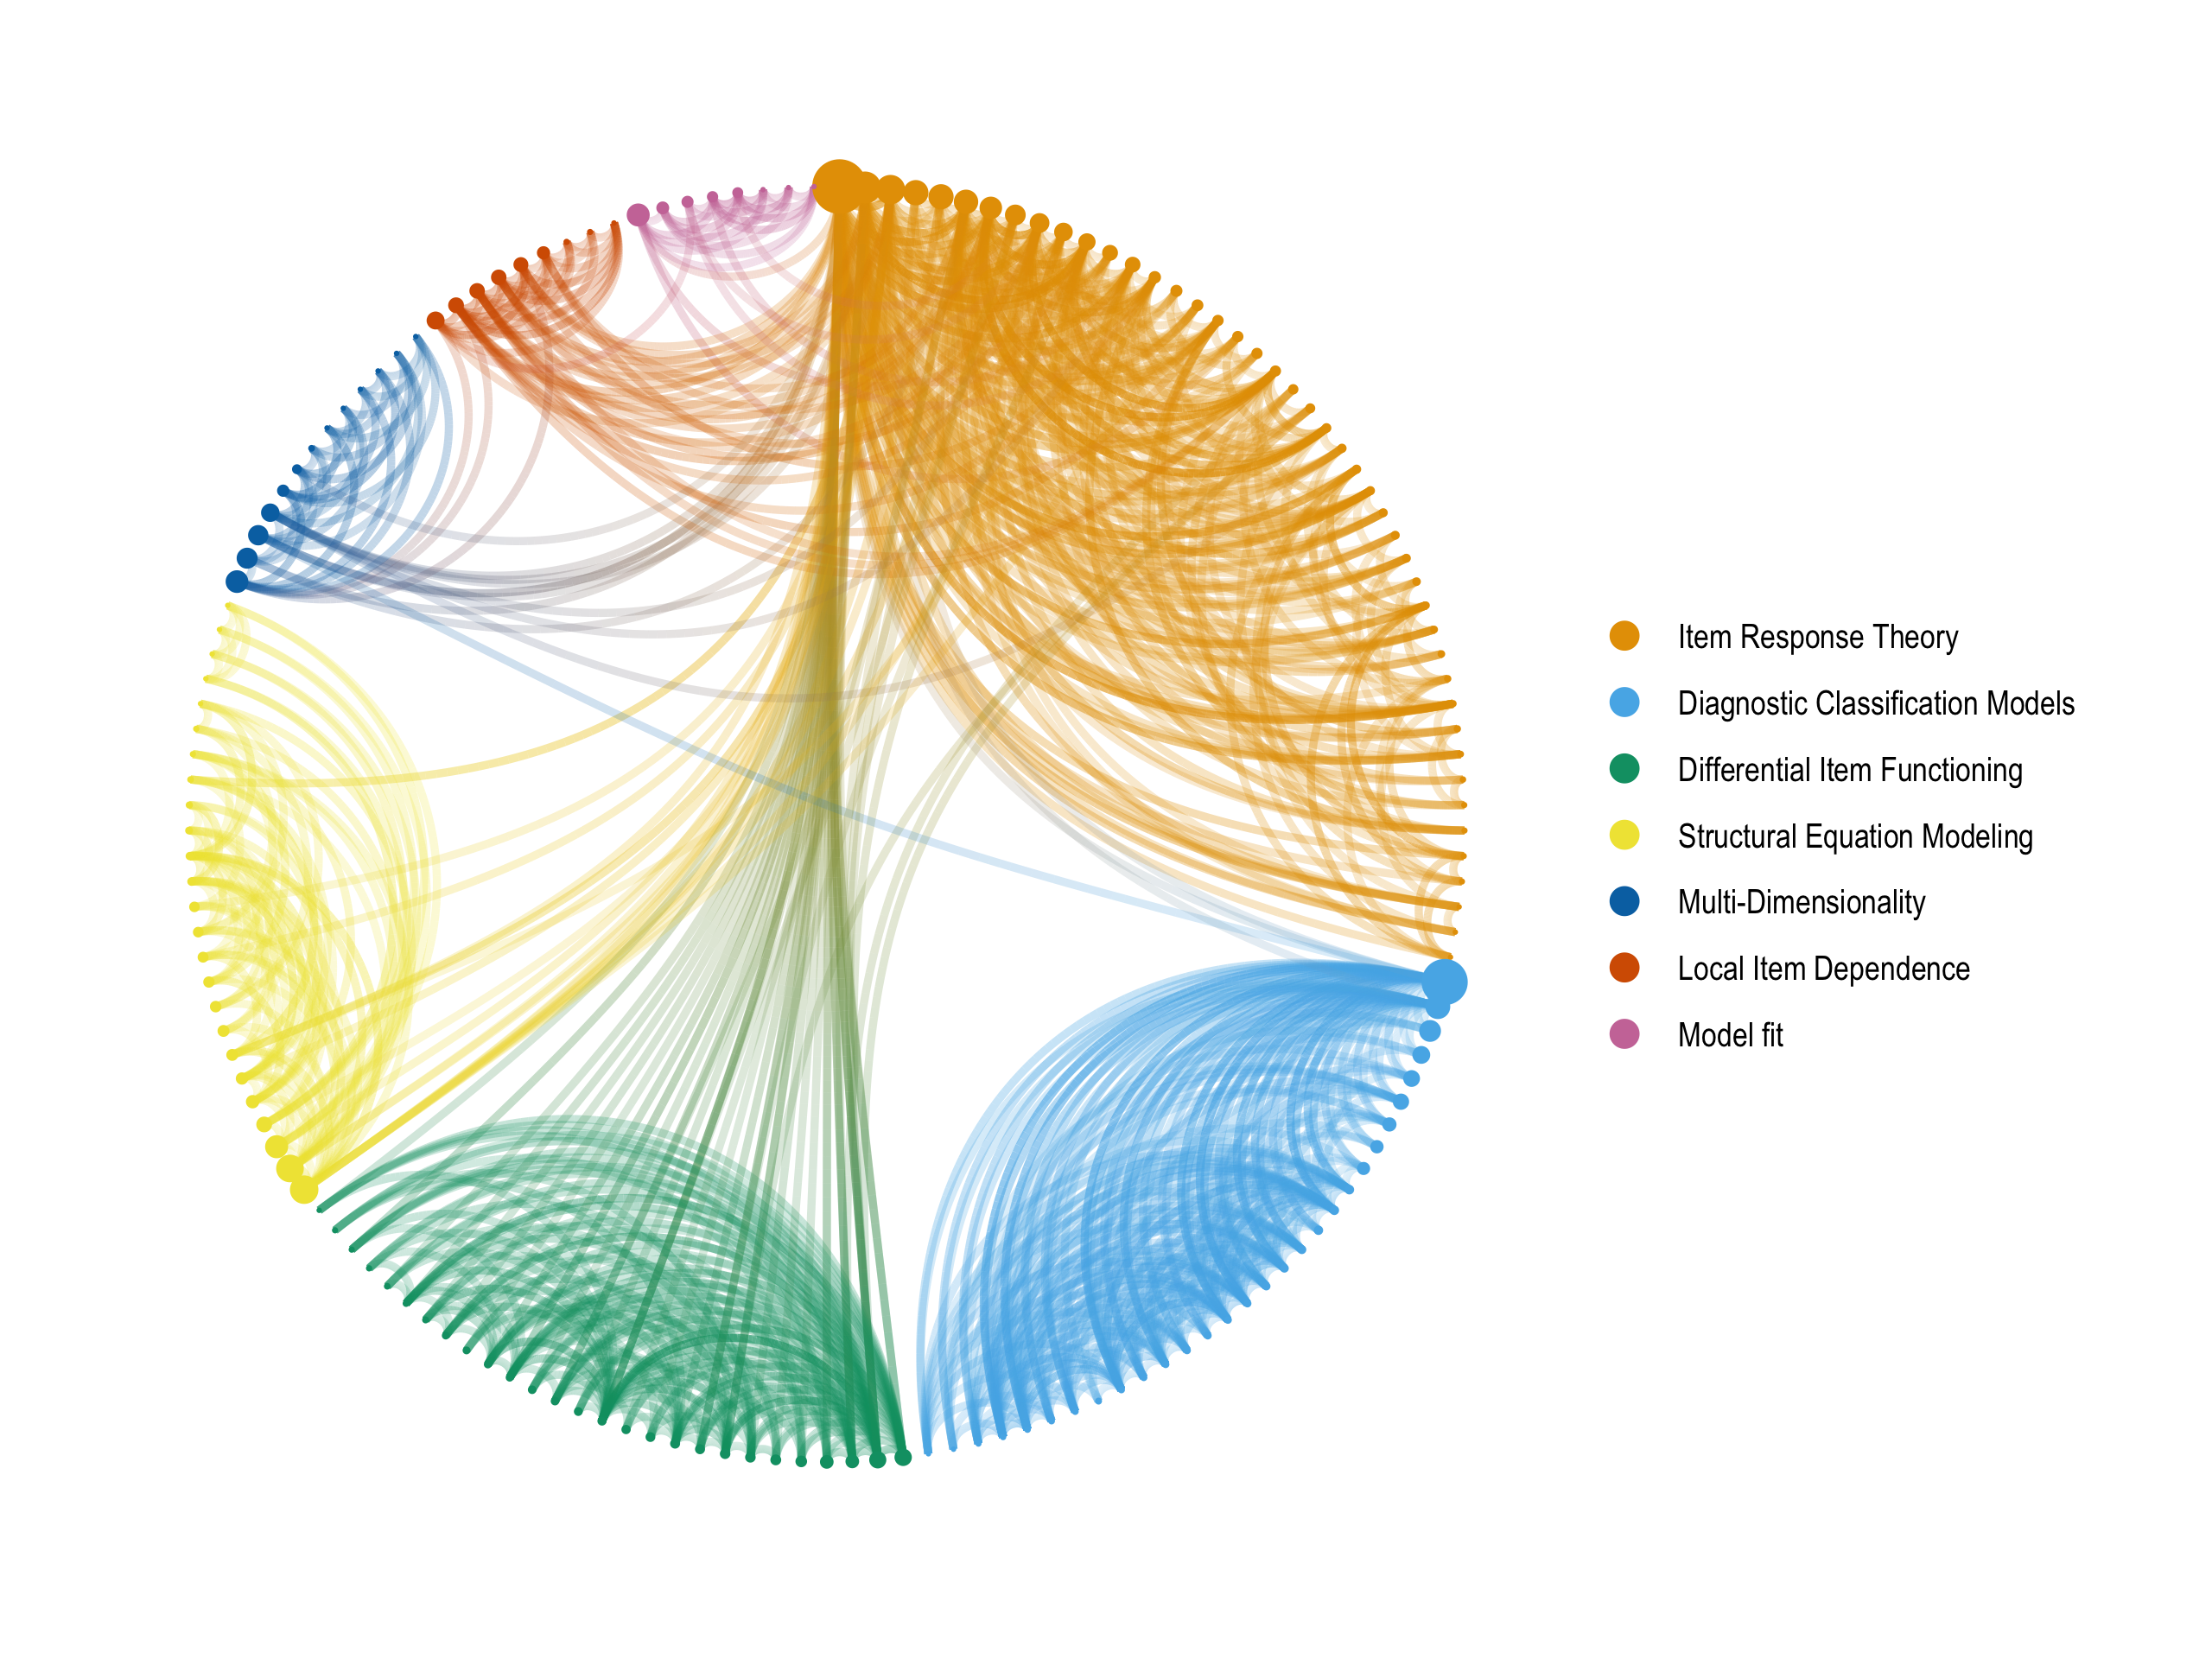 Item Response Theory
Diagnostic Classification Models
Differential Item Functioning
Structural Equation Modeling
Multi-Dimensionality
Local Item Dependence
Model fit